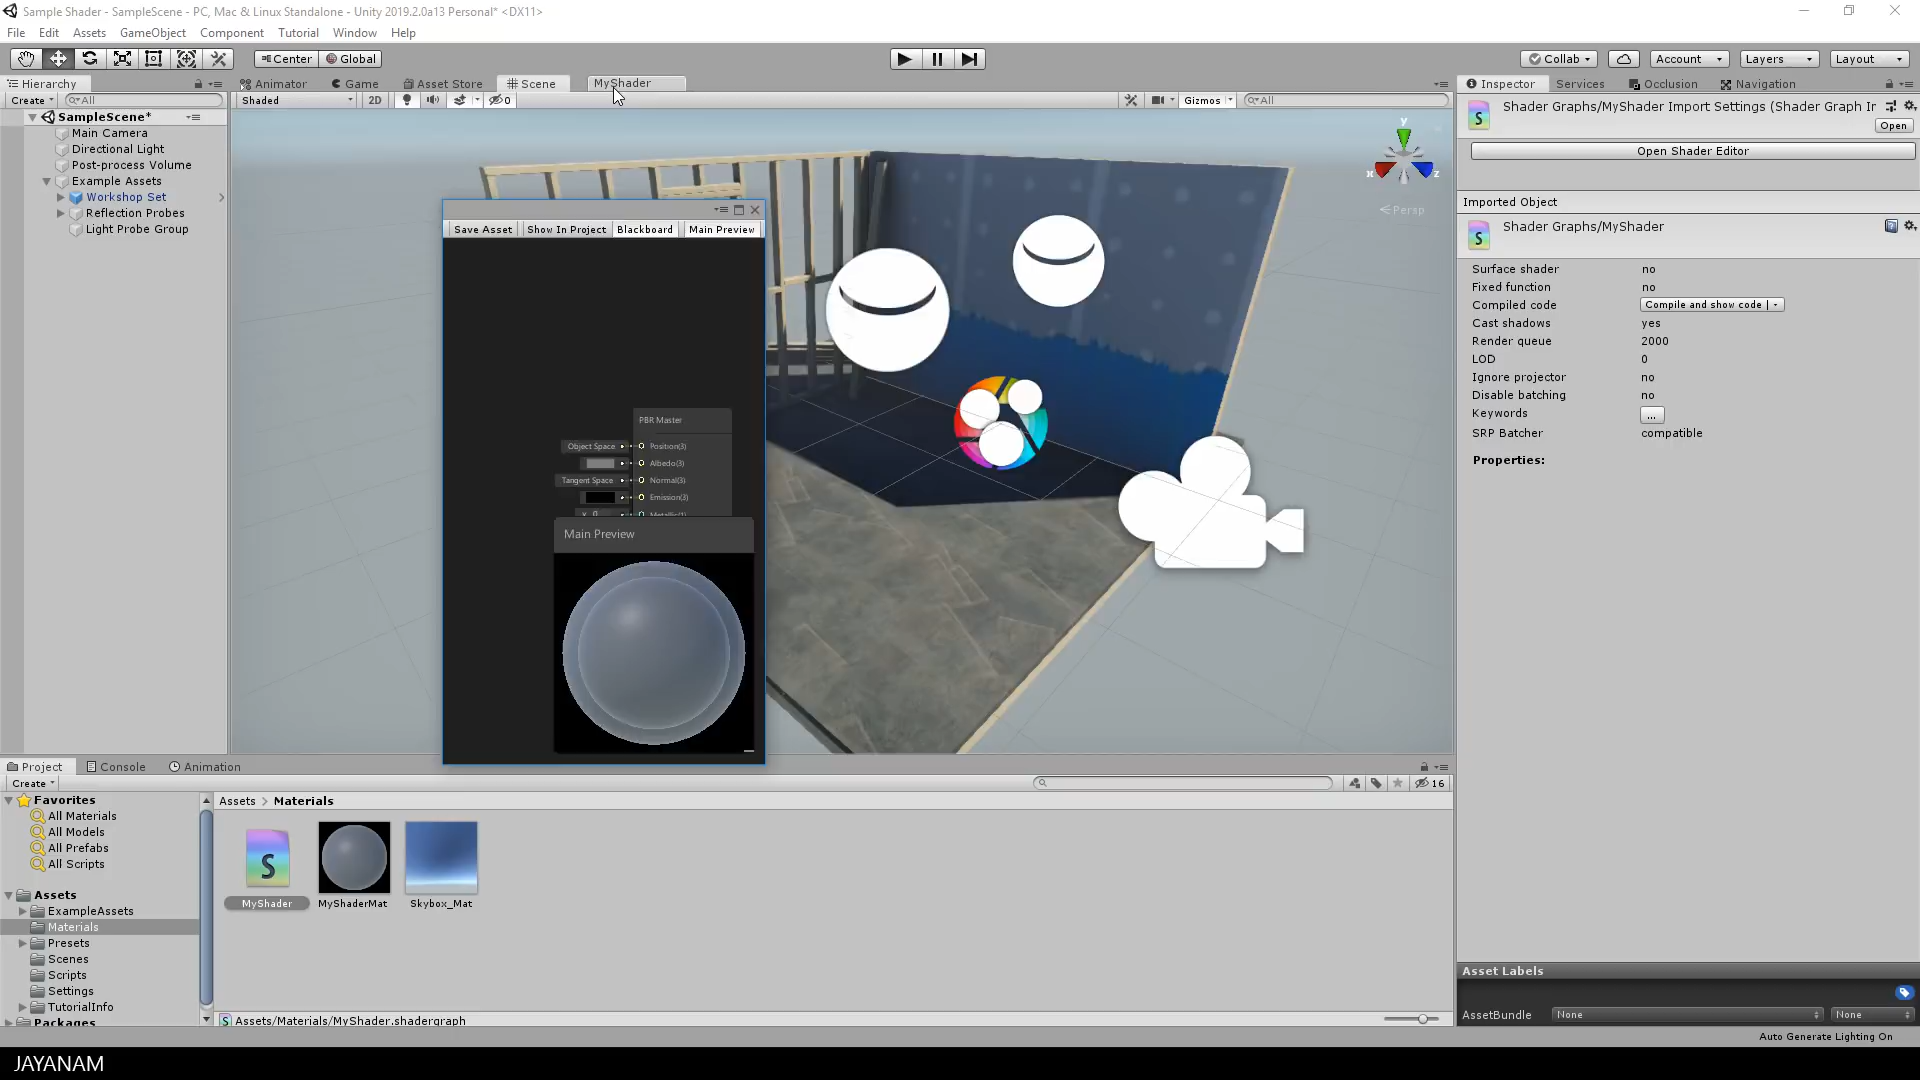 Sample Shader - SampleScene - PC, Mac & Linux Standalone - Unity 2019.2.0a13 Personal* <DX11>
File Edit Assets GameObject Component Tutorial Window Help
Center Global Collab Account Layers Layout
Hierarchy Animator Game Asset Store Scene MyShader Inspector Services Occlusion Navigation
Create All Shaded 2D 0 Gizmos All
SampleScene*
Main Camera
Directional Light
Post-process Volume
Example Assets
Workshop Set
Reflection Probes
Light Probe Group
y
x z
Persp
Save Asset Show In Project Blackboard Main Preview
PBR Master
Object Space Position(3)
Albedo(3)
Tangent Space Normal(3)
Emission(3)
X 0 Metallic(1)
Main Preview
Shader Graphs/MyShader Import Settings (Shader Graph Ir
Open
Open Shader Editor
Imported Object
Shader Graphs/MyShader
Surface shader no
Fixed function no
Compiled code Compile and show code
Cast shadows yes
Render queue 2000
LOD 0
Ignore projector no
Disable batching no
Keywords ...
SRP Batcher compatible
Properties:
Project Console Animation
Create 16
Favorites
All Materials
All Models
All Prefabs
All Scripts
Assets
ExampleAssets
Materials
Presets
Scenes
Scripts
Settings
TutorialInfo
Packages
Assets > Materials
S
MyShader MyShaderMat Skybox_Mat
Assets/Materials/MyShader.shadergraph
Asset Labels
AssetBundle None None
Auto Generate Lighting On
JAYANAM